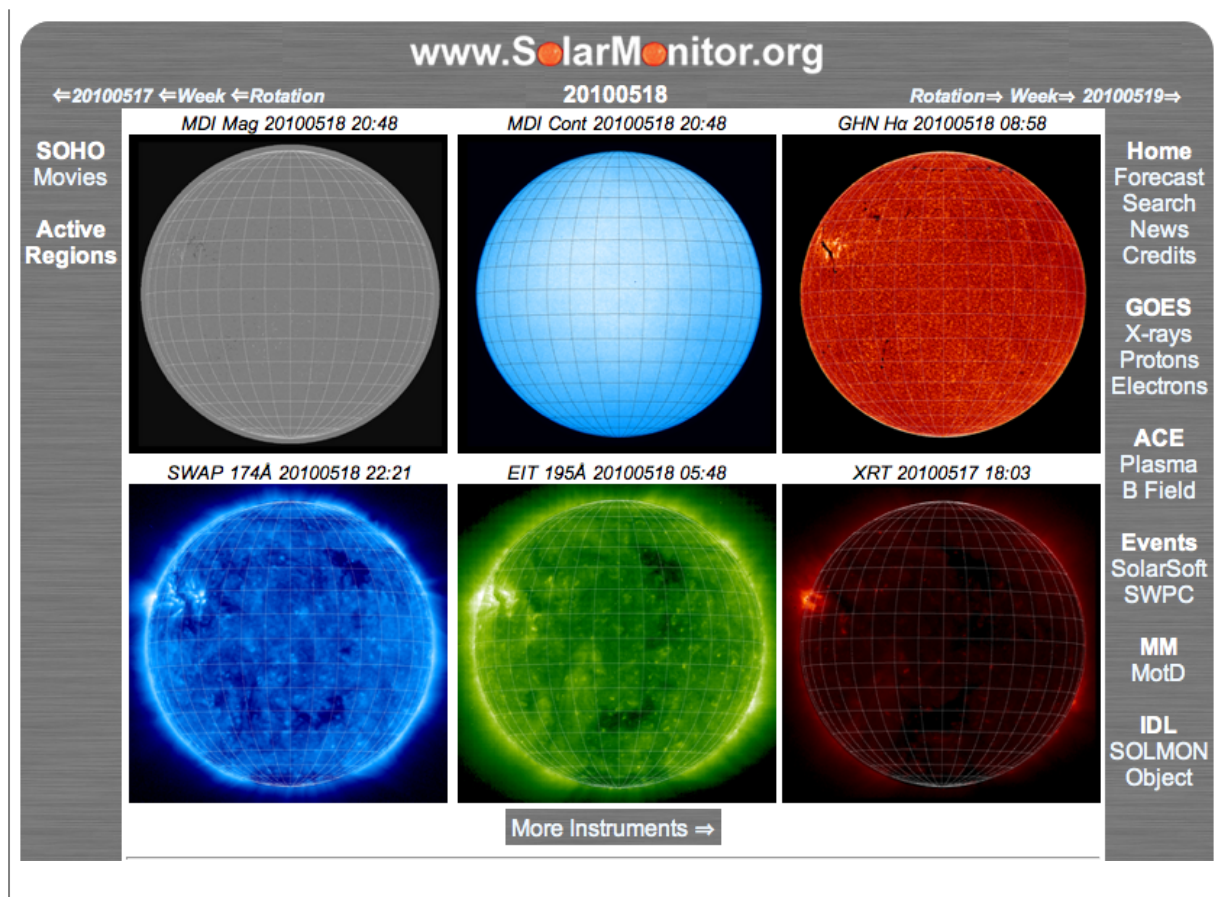 www.SolarMonitor.org
⇐20100517 ⇐Week ⇐Rotation
20100518
Rotation⇒ Week⇒ 20100519⇒
MDI Mag 20100518 20:48
MDI Cont 20100518 20:48
GHN Hα 20100518 08:58
SOHO
Movies
Active
Regions
SWAP 174Å 20100518 22:21
EIT 195Å 20100518 05:48
XRT 20100517 18:03
Home
Forecast
Search
News
Credits
GOES
X-rays
Protons
Electrons
ACE
Plasma
B Field
Events
SolarSoft
SWPC
MM
MotD
IDL
SOLMON
Object
More Instruments ⇒